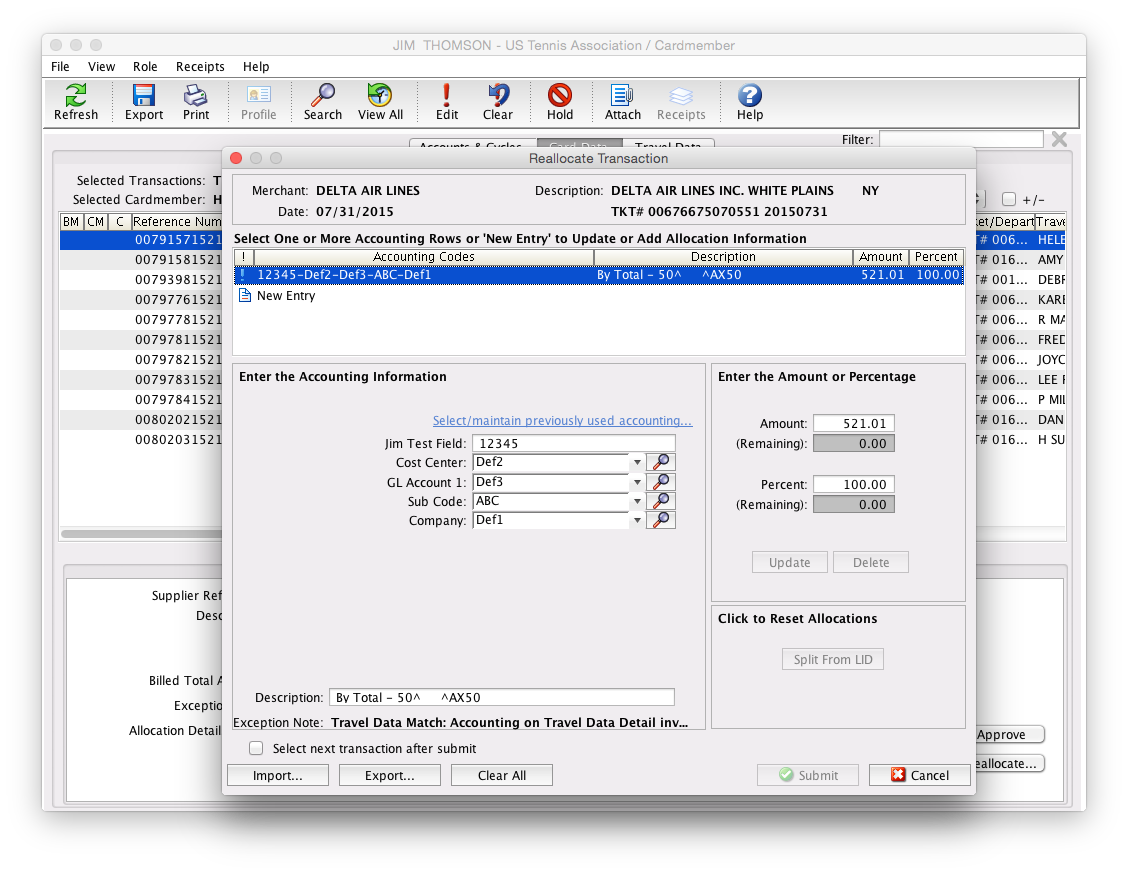 JIM THOMSON - US Tennis Association / Cardmember
File View Role Receipts Help
Refresh Export Print Profile Search View All Edit Clear Hold Attach Receipts Help
Filter:
Accounts & Cycles Card Data Travel Data
Selected Transactions: T
Selected Cardmember: H
+/-
BM CM C Reference Num
et/Depart Trave
00791571521 T# 006... HELE
00791581521 T# 016... AMY
00793981521 T# 001... DEBF
00797761521 T# 006... KARE
00797781521 T# 006... R MA
00797811521 T# 006... FRED
00797821521 T# 006... JOYC
00797831521 T# 006... LEE F
00797841521 T# 006... P MIL
00802021521 T# 016... DAN
00802031521 T# 016... H SU
Supplier Ref
Desc
Billed Total A
Exceptio
Allocation Detail
Approve
eallocate...
Reallocate Transaction
Merchant: DELTA AIR LINES Description: DELTA AIR LINES INC. WHITE PLAINS NY
Date: 07/31/2015 TKT# 00676675070551 20150731
Select One or More Accounting Rows or 'New Entry' to Update or Add Allocation Information
! Accounting Codes Description Amount Percent
! 12345-Def2-Def3-ABC-Def1 By Total - 50^ ^AX50 521.01 100.00
New Entry
Enter the Accounting Information
Select/maintain previously used accounting...
Jim Test Field: 12345
Cost Center: Def2
GL Account 1: Def3
Sub Code: ABC
Company: Def1
Description: By Total - 50^ ^AX50
Exception Note: Travel Data Match: Accounting on Travel Data Detail inv...
Enter the Amount or Percentage
Amount: 521.01
(Remaining): 0.00
Percent: 100.00
(Remaining): 0.00
Update Delete
Click to Reset Allocations
Split From LID
Select next transaction after submit
Import... Export... Clear All Submit Cancel